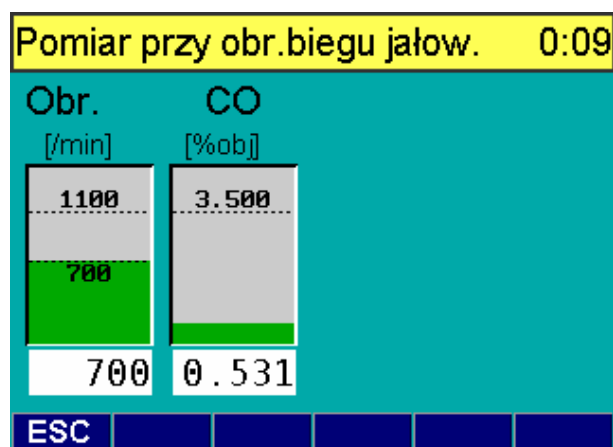 Pomiar przy obr.biegu jałow. 0:09
Obr. CO
[/min] [%obj]
1100 3.500
700
700 0.531
ESC